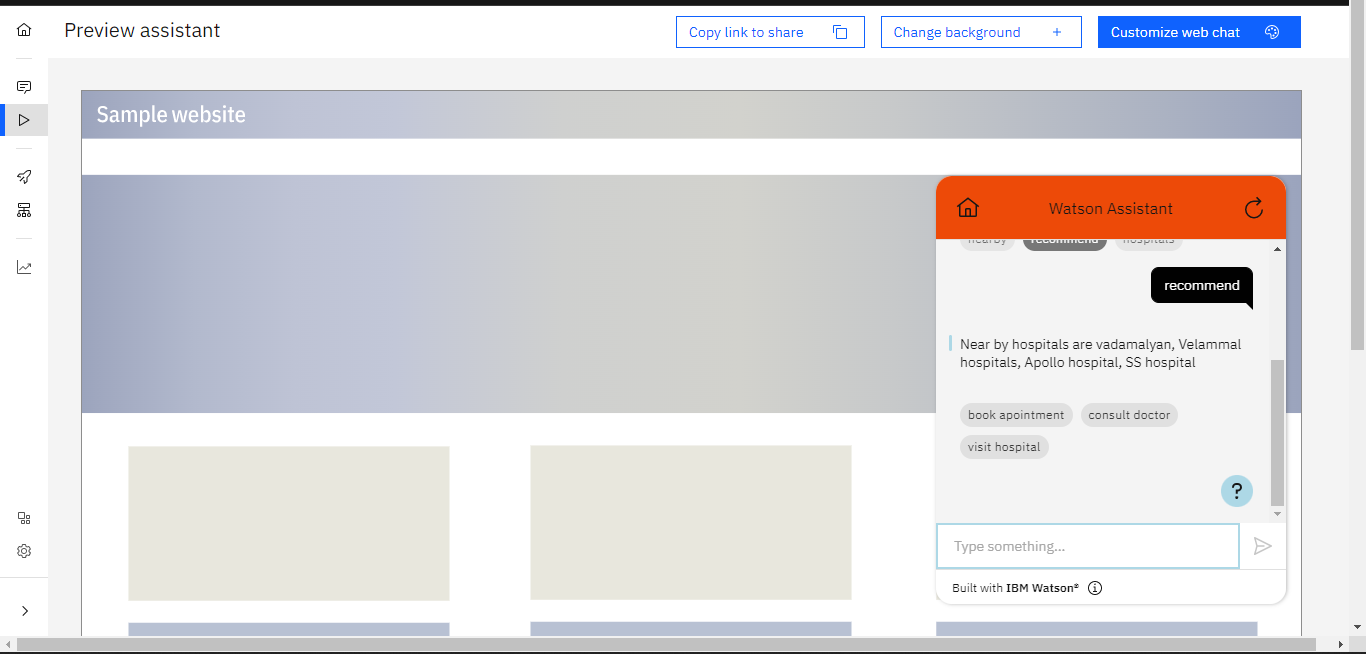 Preview assistant
Copy link to share
Change background +
Customize web chat
Sample website
Watson Assistant
nearby recommend hospitals
recommend
Near by hospitals are vadamalyan, Velammal
hospitals, Apollo hospital, SS hospital
book apointment consult doctor
visit hospital
?
Type something...
Built with IBM Watson®